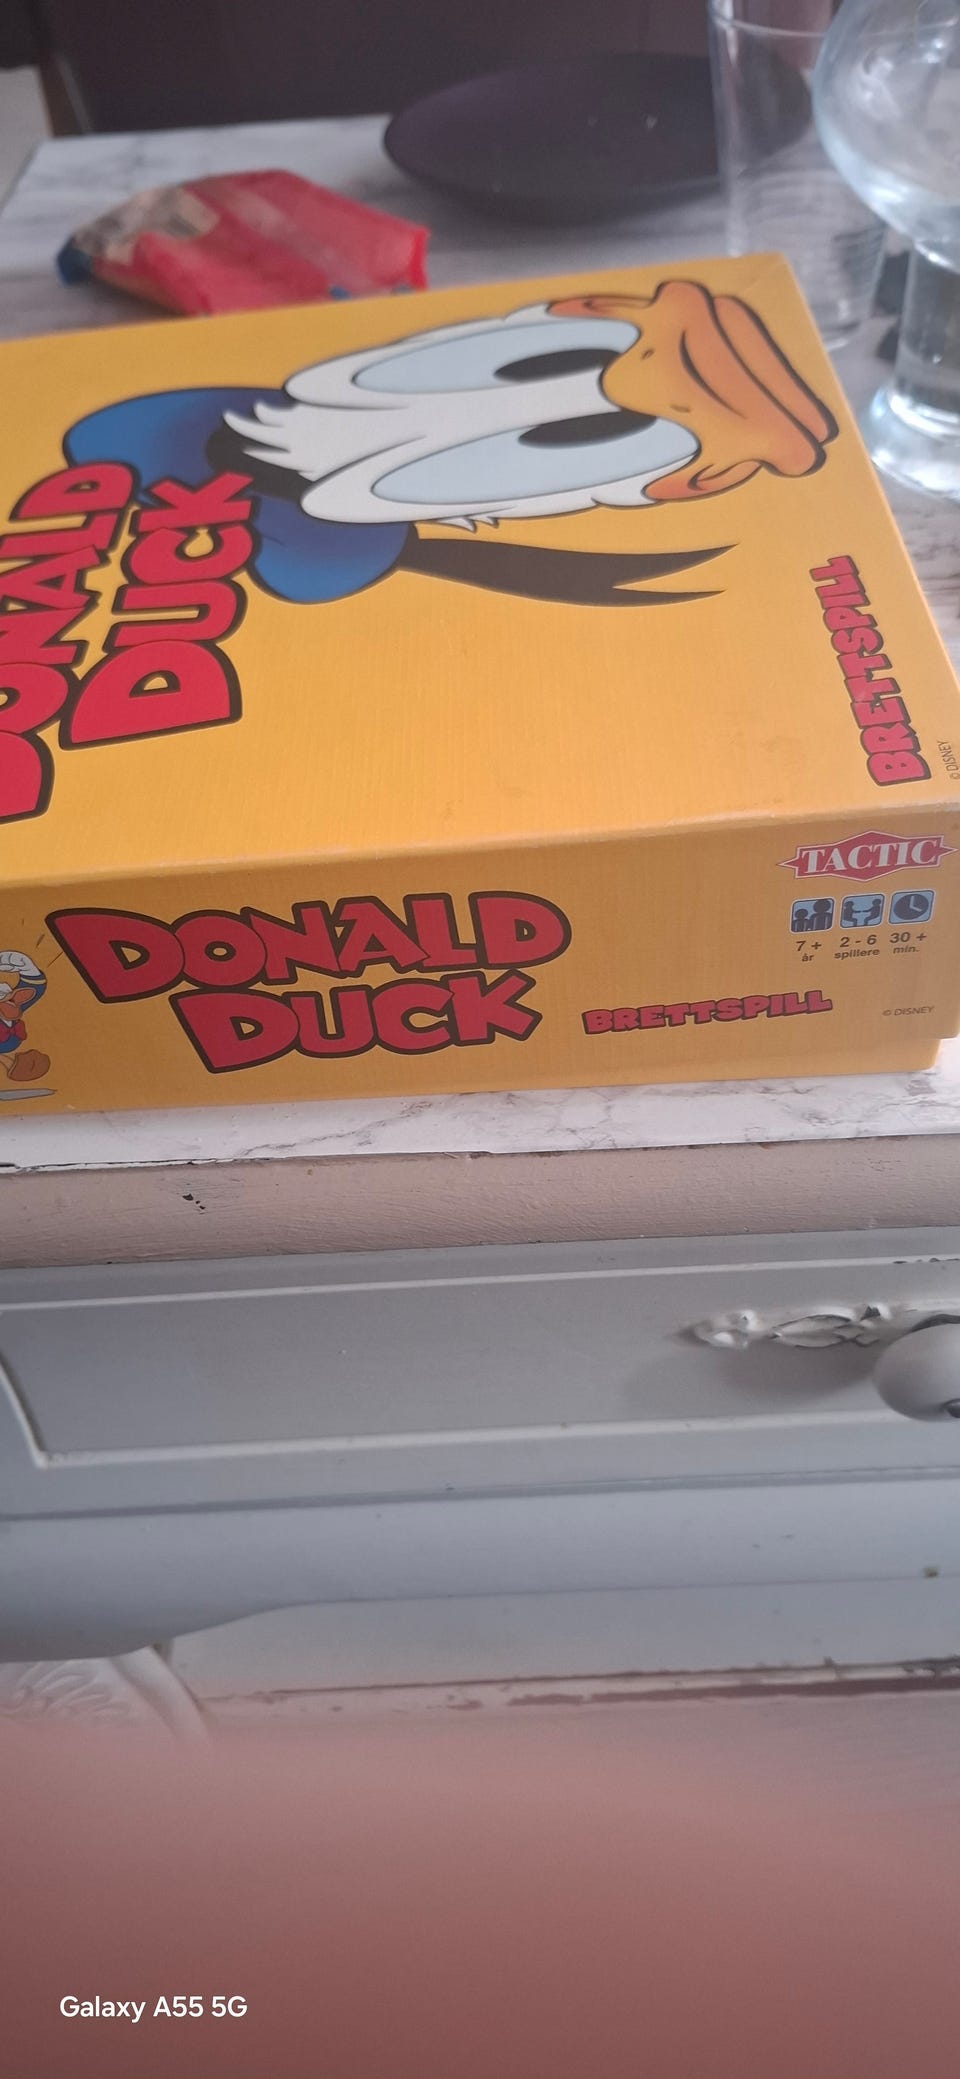 DONALD
DUCK
BRETTSPILL
© DISNEY
TACTIC
DONALD
DUCK
BRETTSPILL
7 + 2 - 6 30 +
år spillere min.
© DISNEY
Galaxy A55 5G